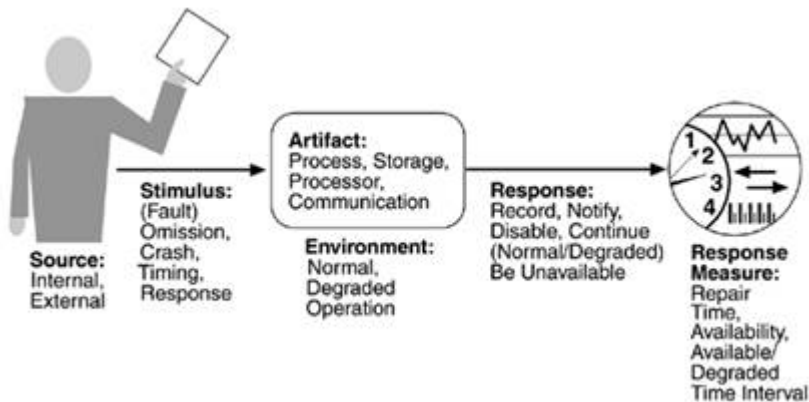 Source:
Internal,
External
Stimulus:
(Fault)
Omission,
Crash,
Timing,
Response
Artifact:
Process, Storage,
Processor,
Communication
Environment:
Normal,
Degraded
Operation
Response:
Record, Notify,
Disable, Continue
(Normal/Degraded)
Be Unavailable
1
2
3
4
Response
Measure:
Repair
Time,
Availability,
Available/
Degraded
Time Interval